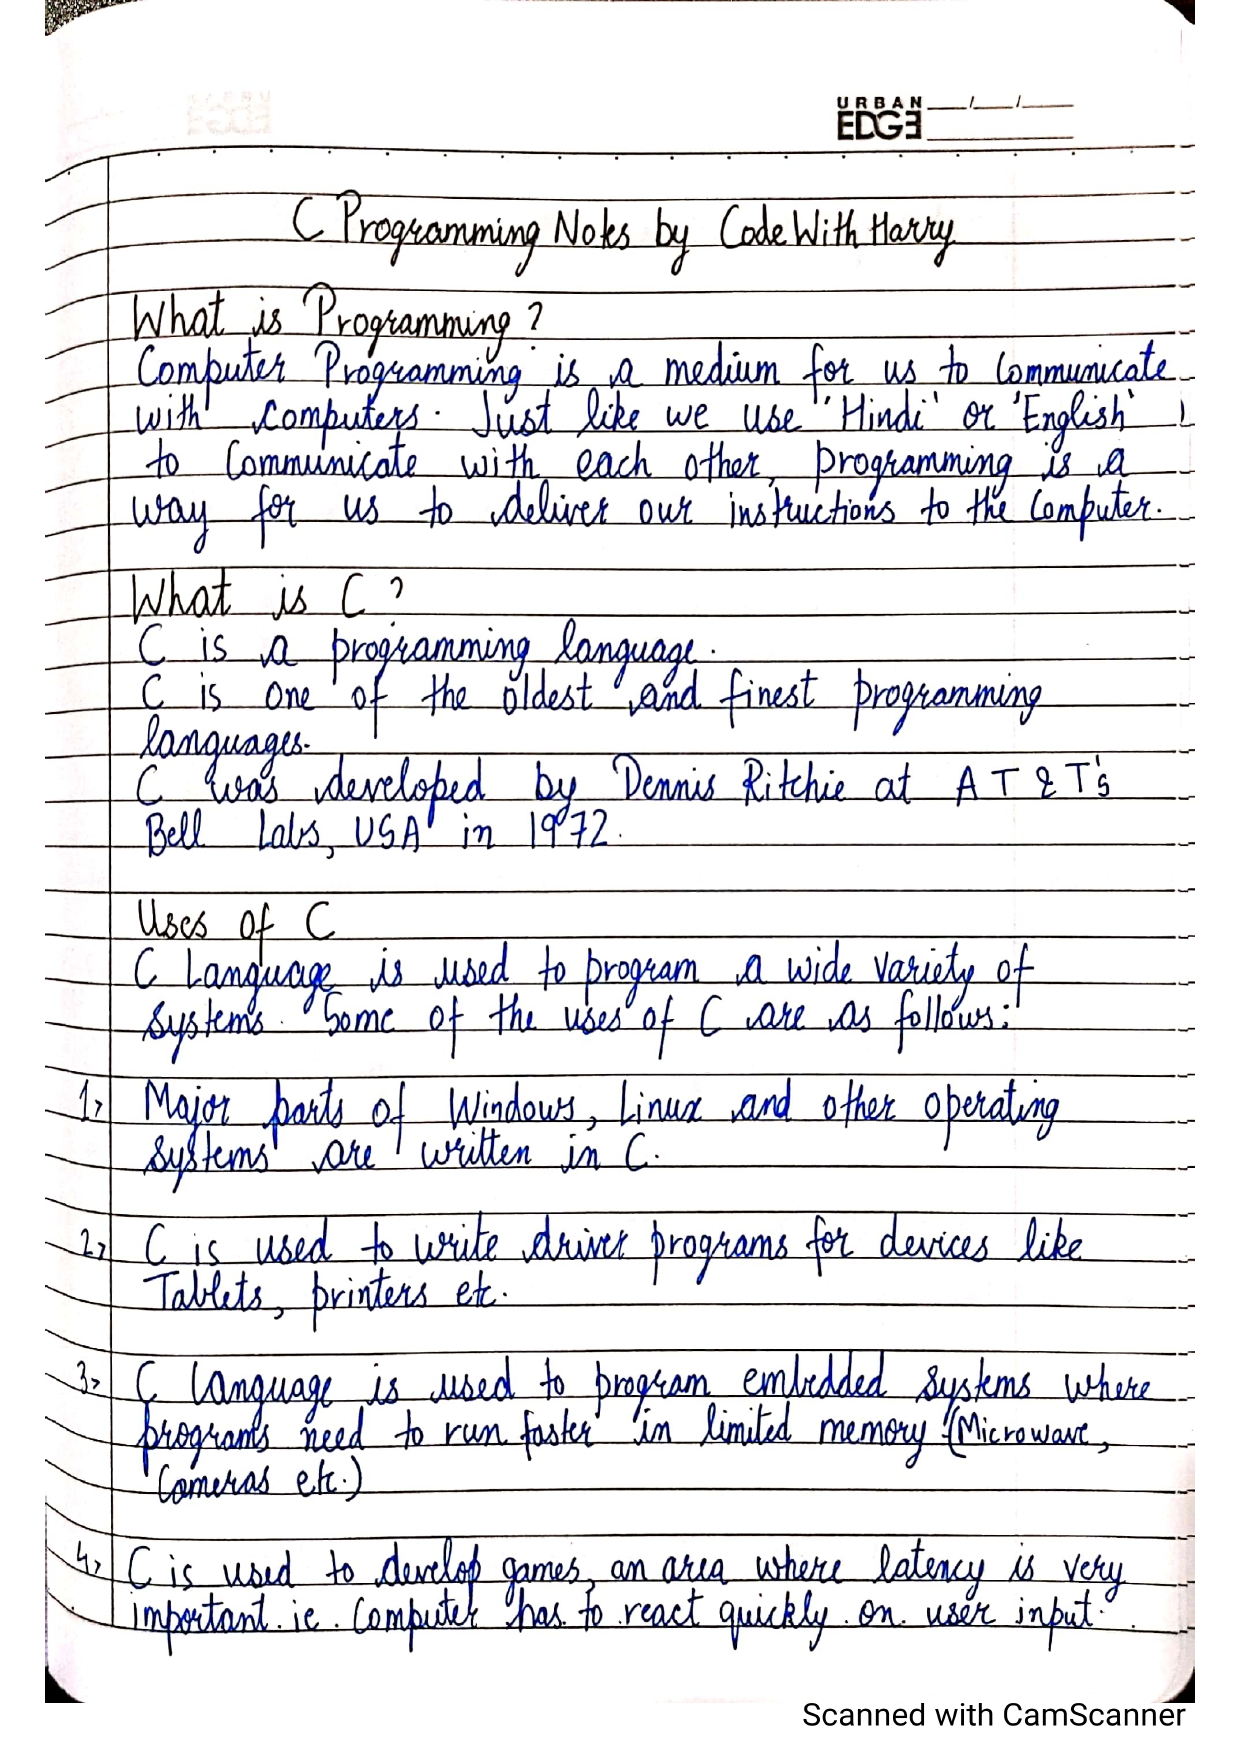 URBAN
EDGE
C Programming Notes by CodeWithHarry
What is Programming?
Computer Programming is a medium for us to Communicate
with Computers. Just like we use 'Hindi' or 'English'
to Communicate with each other, programming is a
way for us to deliver our instructions to the Computer.
What is C?
C is a programming language.
C is one of the oldest and finest programming
languages.
C was developed by Dennis Ritchie at AT&T's
Bell Labs, USA in 1972.
Uses of C
C Language is used to program a wide variety of
systems. Some of the uses of C are as follows:
1> Major parts of Windows, Linux and other operating
systems are written in C.
2> C is used to write driver programs for devices like
Tablets, printers etc.
3> C language is used to program embedded systems where
programs need to run faster in limited memory (Microwave,
Cameras etc.)
4> C is used to develop games, an area where latency is very
important. ie. Computer has to react quickly on user input.
Scanned with CamScanner